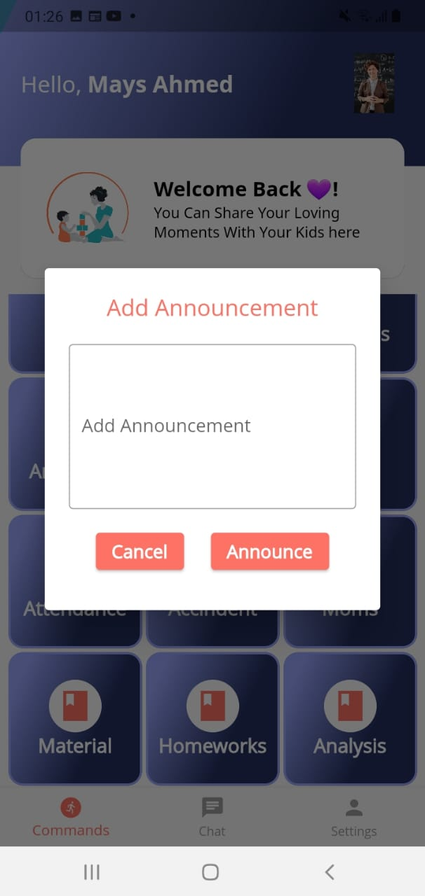 01:26
Hello, Mays Ahmed
Welcome Back 💜!
You Can Share Your Loving
Moments With Your Kids here
Add Announcement
Add Announcement
Cancel
Announce
Attendance
Accindent
Moms
Material
Homeworks
Analysis
Commands
Chat
Settings